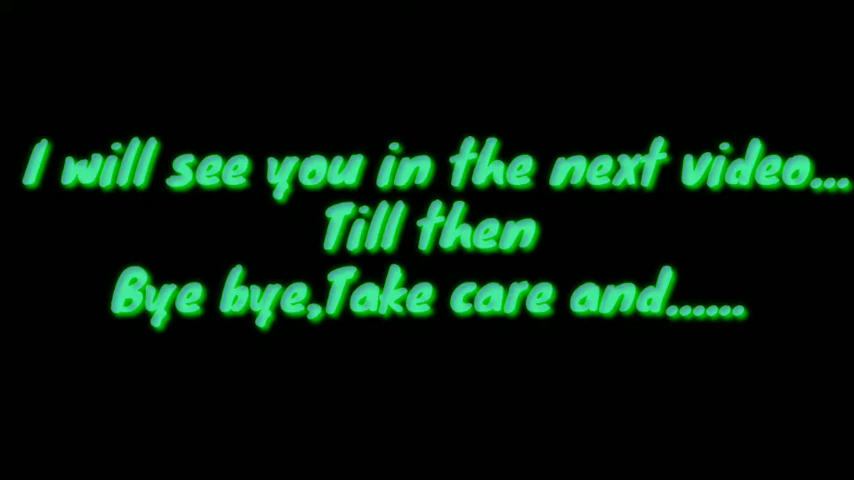 I will see you in the next video...
Till then
Bye bye,Take care and......